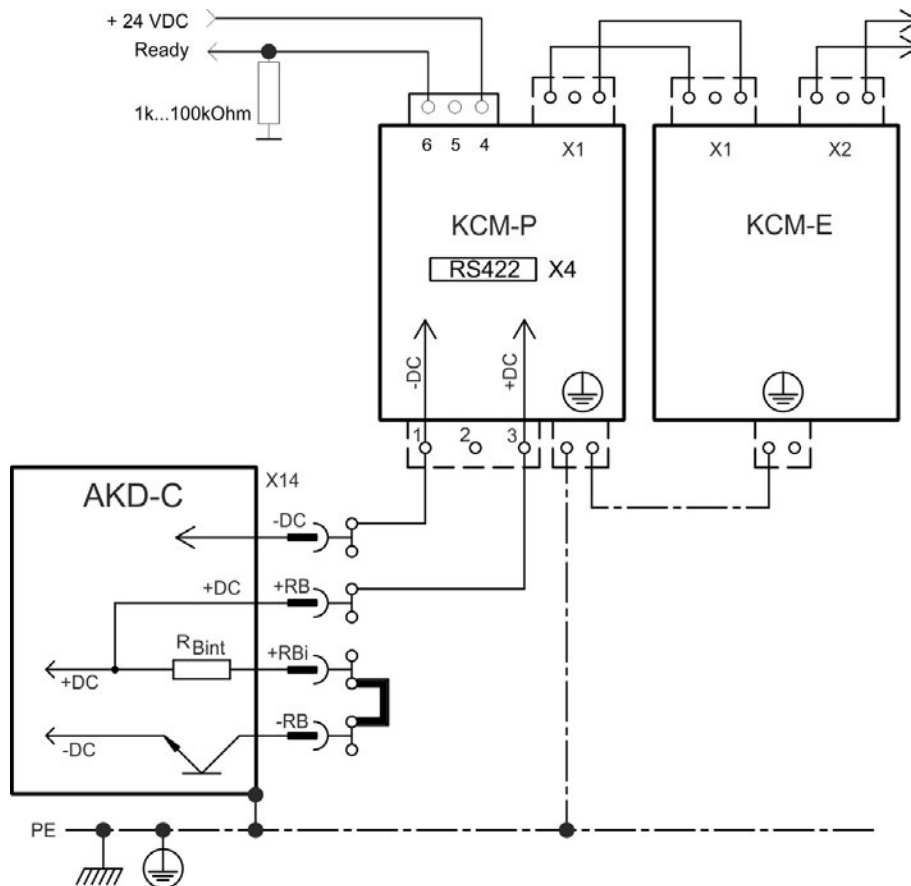 + 24 VDC
Ready
1k...100kOhm
6 5 4
X1
X1
X2
KCM-P
KCM-E
RS422
X4
-DC
+DC
1
2
3
AKD-C
X14
-DC
+DC
+RB
RBint
+RBi
+DC
-RB
-DC
PE